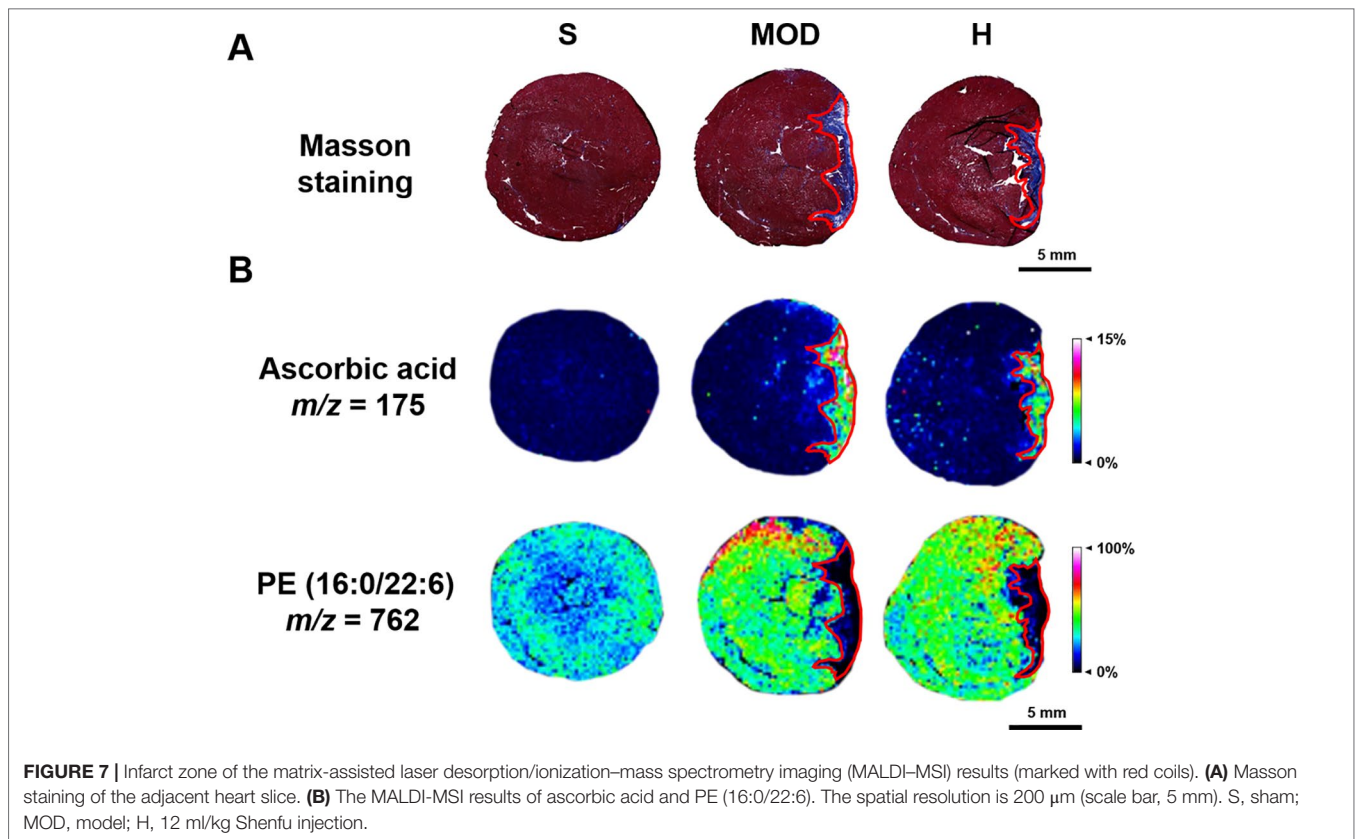 A
S
MOD
H
Masson
staining
5 mm
B
Ascorbic acid
m/z = 175
15%
0%
PE (16:0/22:6)
m/z = 762
100%
0%
5 mm
FIGURE 7 | Infarct zone of the matrix-assisted laser desorption/ionization–mass spectrometry imaging (MALDI–MSI) results (marked with red coils). (A) Masson
staining of the adjacent heart slice. (B) The MALDI-MSI results of ascorbic acid and PE (16:0/22:6). The spatial resolution is 200 μm (scale bar, 5 mm). S, sham;
MOD, model; H, 12 ml/kg Shenfu injection.